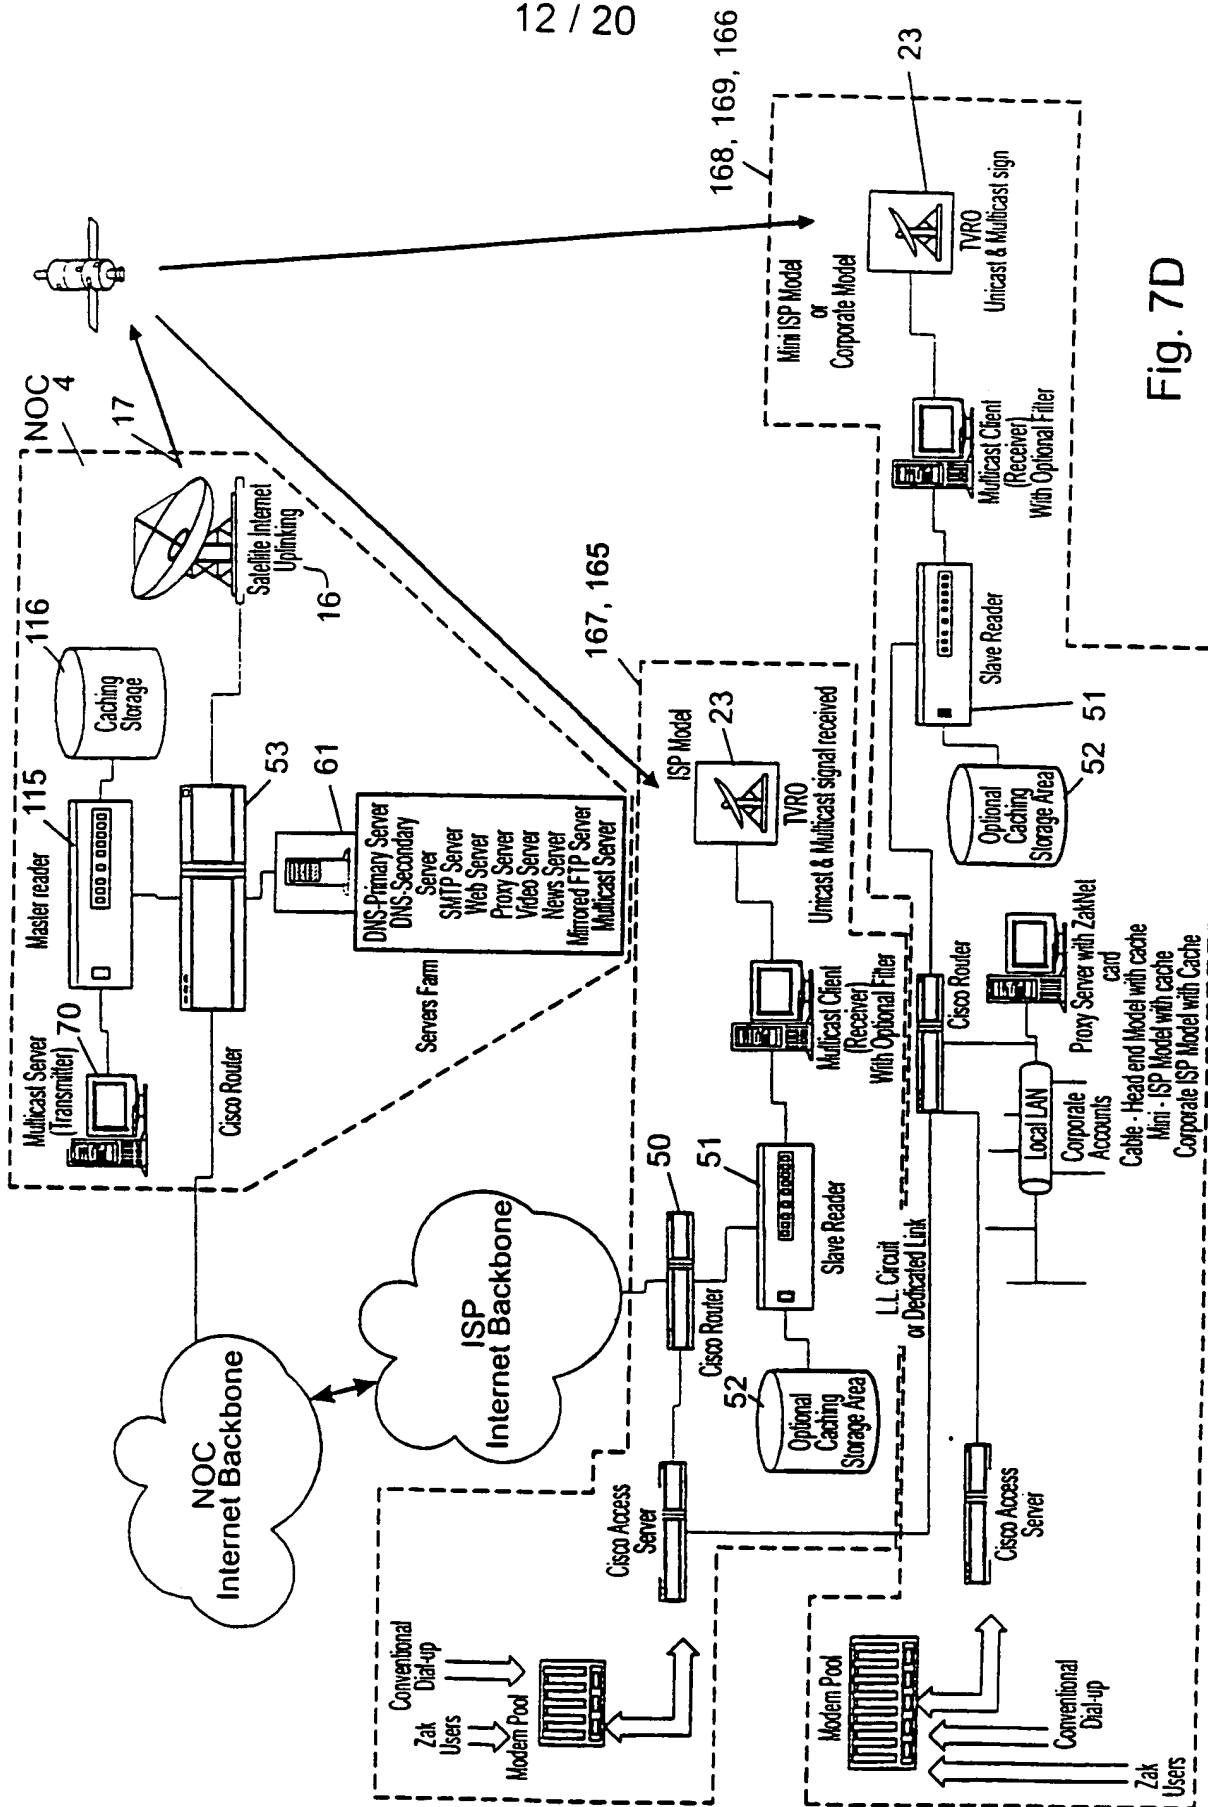 12 / 20
NOC
4
17
116
Caching
Storage
115
Master reader
70
Multicast Server
(Transmitter)
Satellite Internet
Uplinking
16
53
Cisco Router
61
DNS-Primary Server
DNS-Secondary
Server
SMTP Server
Web Server
Proxy Server
Video Server
News Server
Mirrored FTP Server
Multicast Server
Servers Farm
NOC
Internet Backbone
ISP
Internet Backbone
167, 165
ISP Model
23
TVRO
Unicast & Multicast signal received
Multicast Client
(Receiver)
With Optional Filter
50
Cisco Router
51
Slave Reader
52
Optional
Caching
Storage Area
Cisco Access
Server
Conventional
Dial-up
Zak
Users
Modem Pool
168, 169, 166
Mini ISP Model
or
Corporate Model
23
TVRO
Unicast & Multicast sign
Multicast Client
(Receiver)
With Optional Filter
Slave Reader
51
Optional
Caching
Storage Area
52
Cisco Router
L.L. Circuit
or Dedicated Link
Proxy Server with ZakNet
card
Local LAN
Corporate
Accounts
Cable - Head end Model with cache
Mini - ISP Model with cache
Corporate ISP Model with Cache
Cisco Access
Server
Modem Pool
Conventional
Dial-up
Zak
Users
Fig. 7D